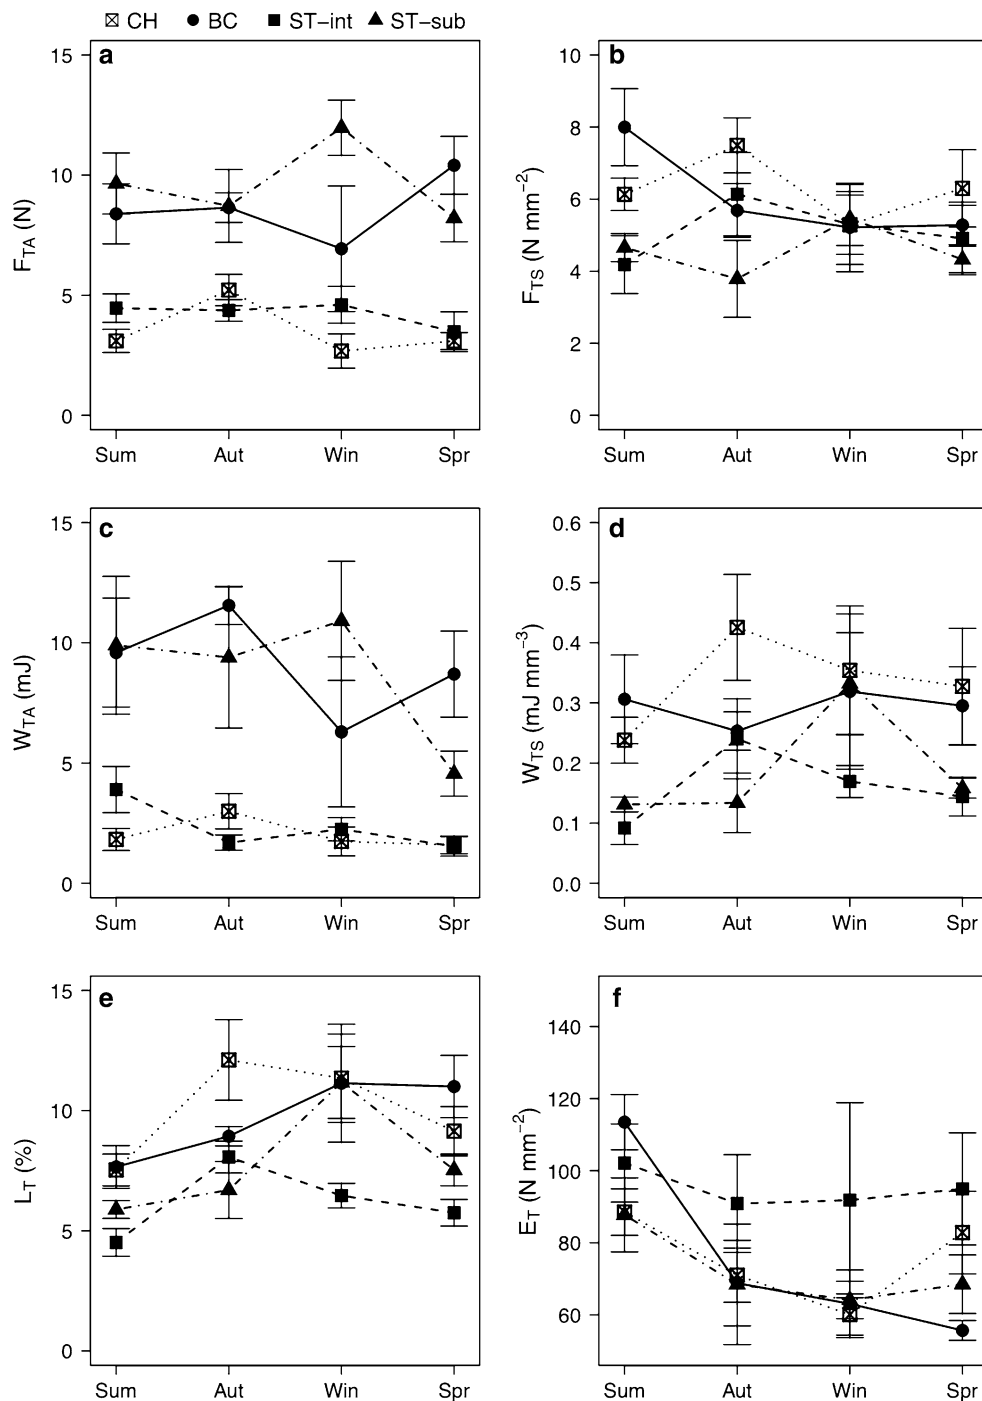 CH BC ST−int ST−sub
a
15
10
5
0
F_TA (N)
Sum Aut Win Spr
b
10
8
6
4
2
0
F_TS (N mm⁻²)
Sum Aut Win Spr
c
15
10
5
0
W_TA (mJ)
Sum Aut Win Spr
d
0.6
0.5
0.4
0.3
0.2
0.1
0.0
W_TS (mJ mm⁻³)
Sum Aut Win Spr
e
15
10
5
0
L_T (%)
Sum Aut Win Spr
f
140
120
100
80
60
E_T (N mm⁻²)
Sum Aut Win Spr